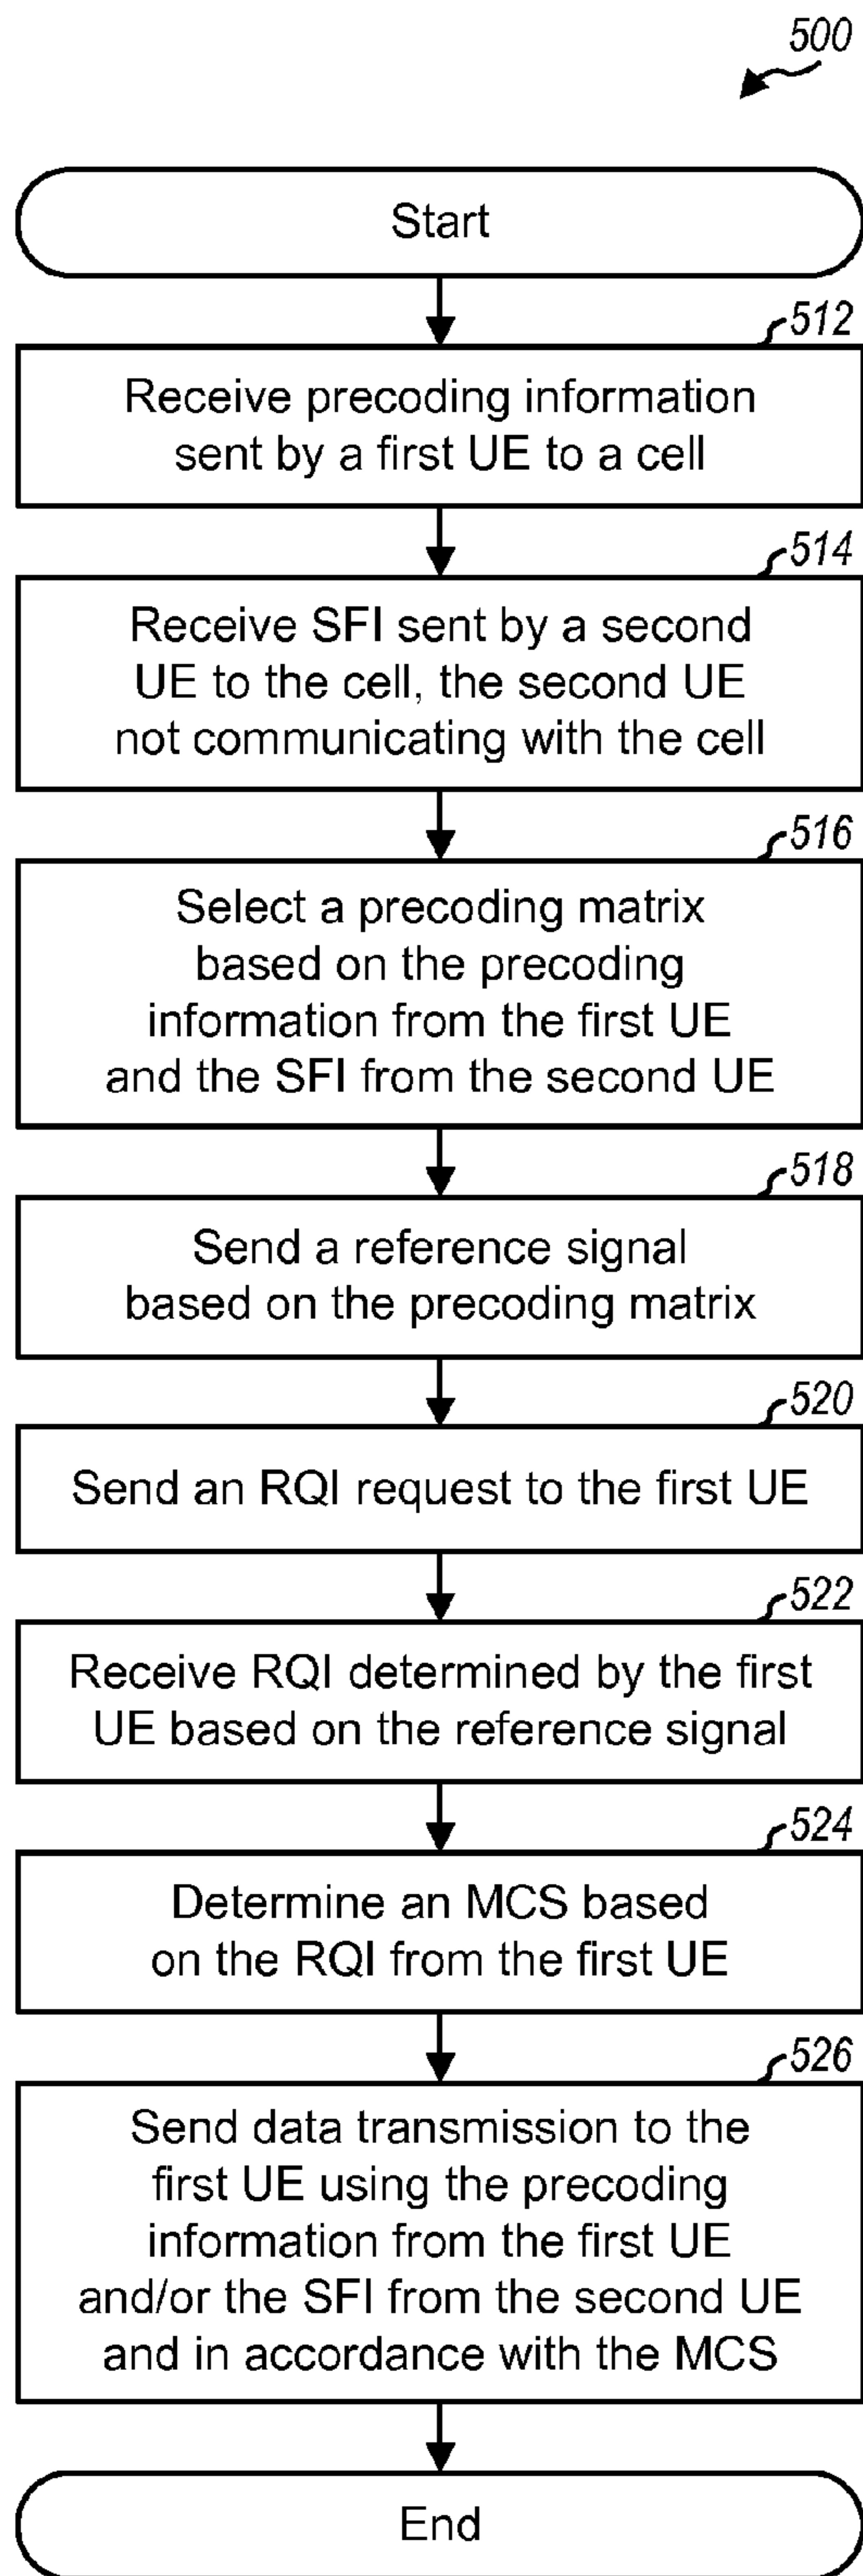 500
Start
512
Receive precoding information
sent by a first UE to a cell
514
Receive SFI sent by a second
UE to the cell, the second UE
not communicating with the cell
516
Select a precoding matrix
based on the precoding
information from the first UE
and the SFI from the second UE
518
Send a reference signal
based on the precoding matrix
520
Send an RQI request to the first UE
522
Receive RQI determined by the first
UE based on the reference signal
524
Determine an MCS based
on the RQI from the first UE
526
Send data transmission to the
first UE using the precoding
information from the first UE
and/or the SFI from the second UE
and in accordance with the MCS
End